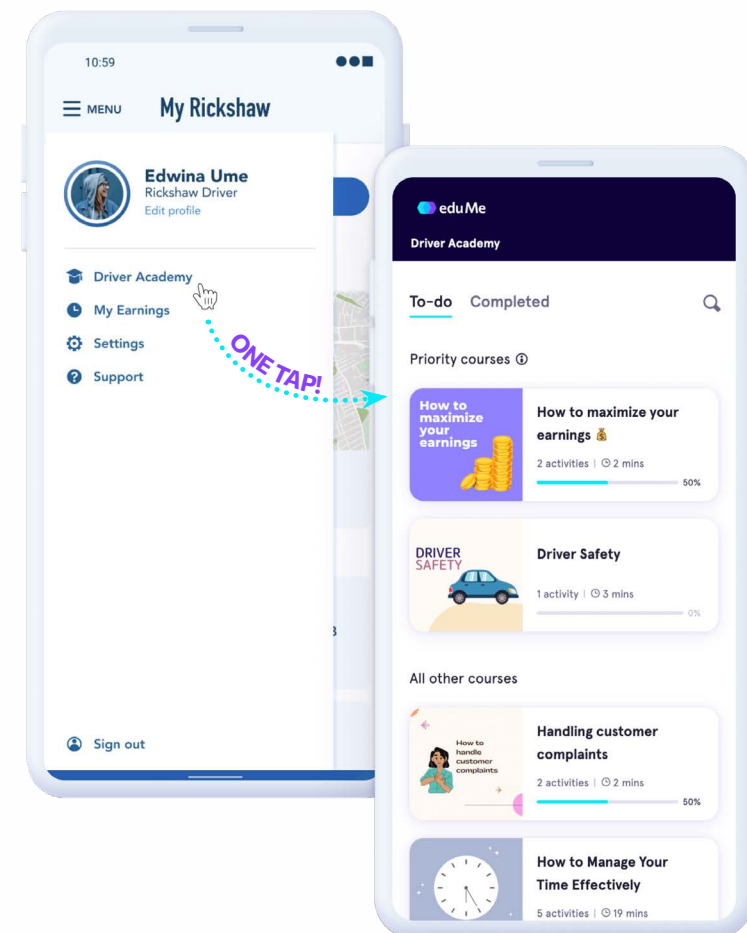 10:59
MENU
My Rickshaw
Edwina Ume
Rickshaw Driver
Edit profile
Driver Academy
My Earnings
Settings
Support
Sign out
ONE TAP!
3
eduMe
Driver Academy
To-do
Completed
Priority courses
How to
maximize
your
earnings
How to maximize your
earnings
2 activities | 2 mins
50%
DRIVER
SAFETY
Driver Safety
1 activity | 3 mins
0%
All other courses
How to
handle
customer
complaints
Handling customer
complaints
2 activities | 2 mins
50%
How to Manage Your
Time Effectively
5 activities | 19 mins